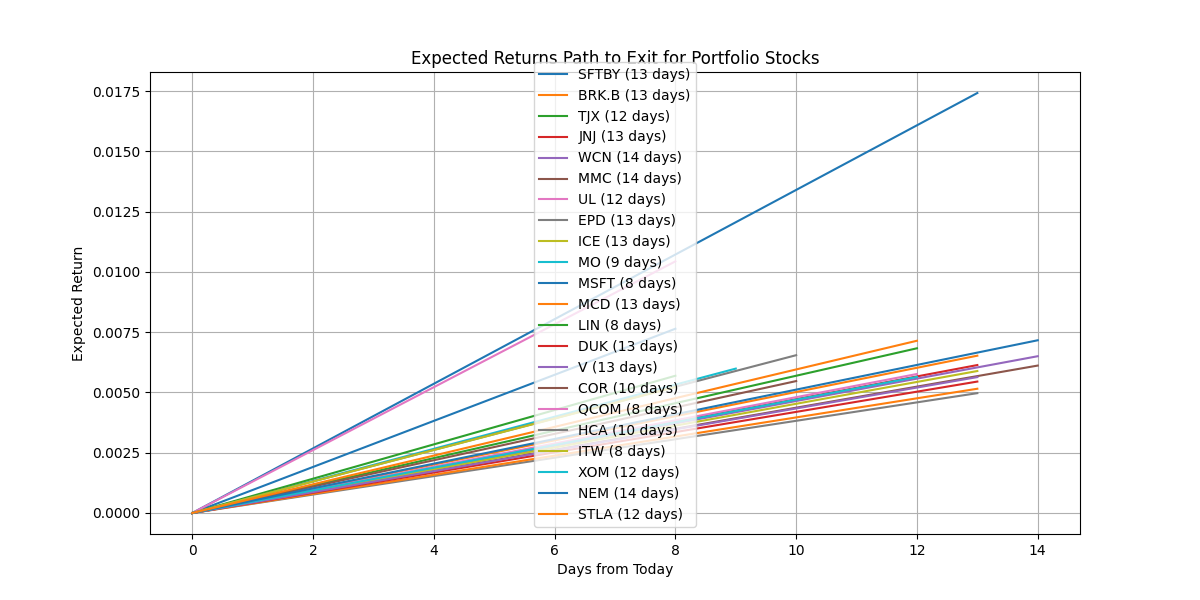 Expected Returns Path to Exit for Portfolio Stocks
SFTBY (13 days)
BRK.B (13 days)
TJX (12 days)
JNJ (13 days)
WCN (14 days)
MMC (14 days)
UL (12 days)
EPD (13 days)
ICE (13 days)
MO (9 days)
MSFT (8 days)
MCD (13 days)
LIN (8 days)
DUK (13 days)
V (13 days)
COR (10 days)
QCOM (8 days)
HCA (10 days)
ITW (8 days)
XOM (12 days)
NEM (14 days)
STLA (12 days)
Expected Return
0.0175
0.0150
0.0125
0.0100
0.0075
0.0050
0.0025
0.0000
0 2 4 6 8 10 12 14
Days from Today